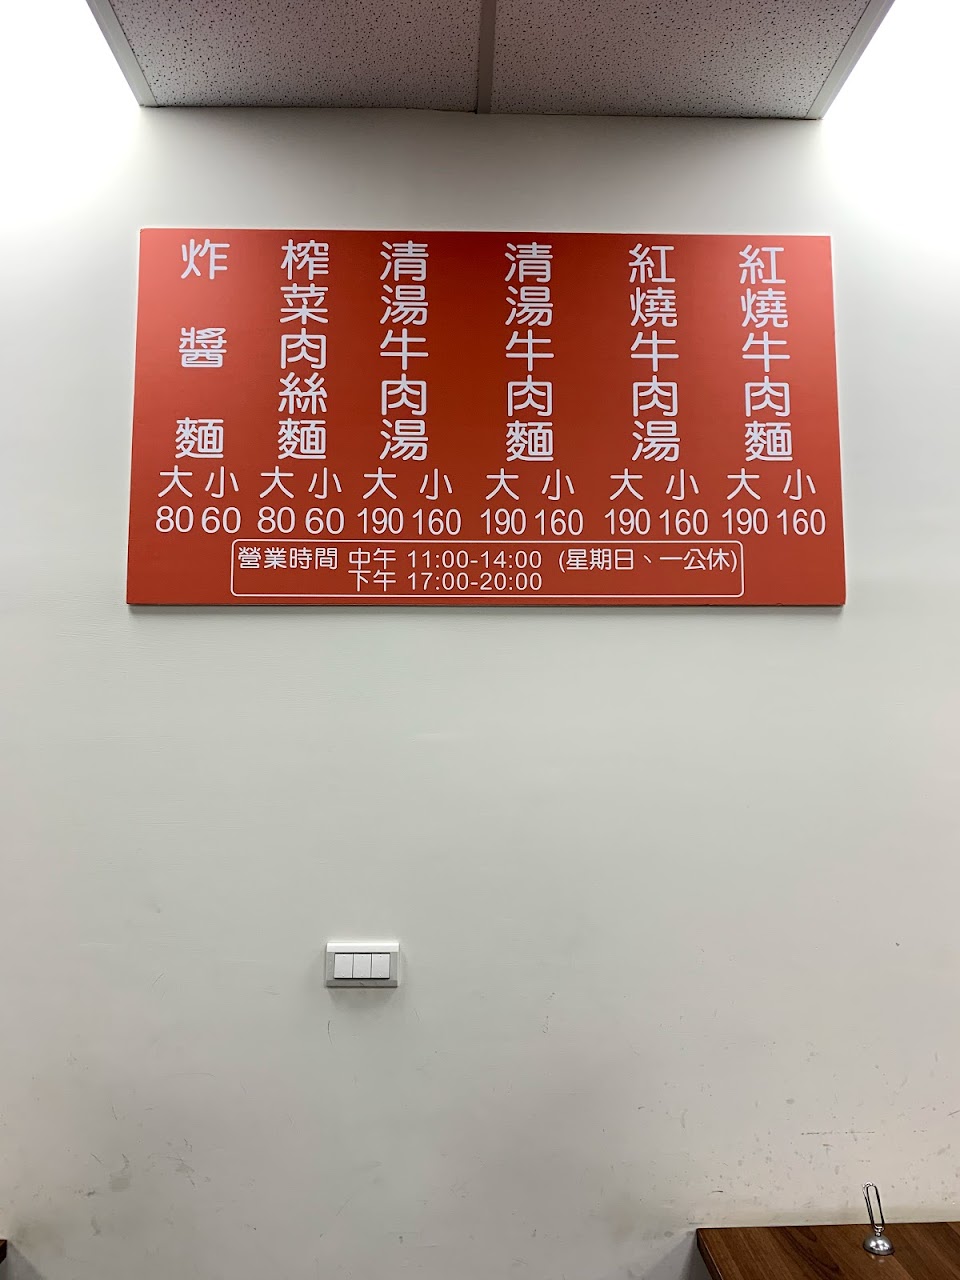 紅燒牛肉麵
大 小
190 160
紅燒牛肉湯
大 小
190 160
清湯牛肉麵
大 小
190 160
清湯牛肉湯
大 小
190 160
榨菜肉絲麵
大 小
80 60
炸醬麵
大 小
80 60
營業時間 中午 11:00-14:00 (星期日、一公休)
下午 17:00-20:00